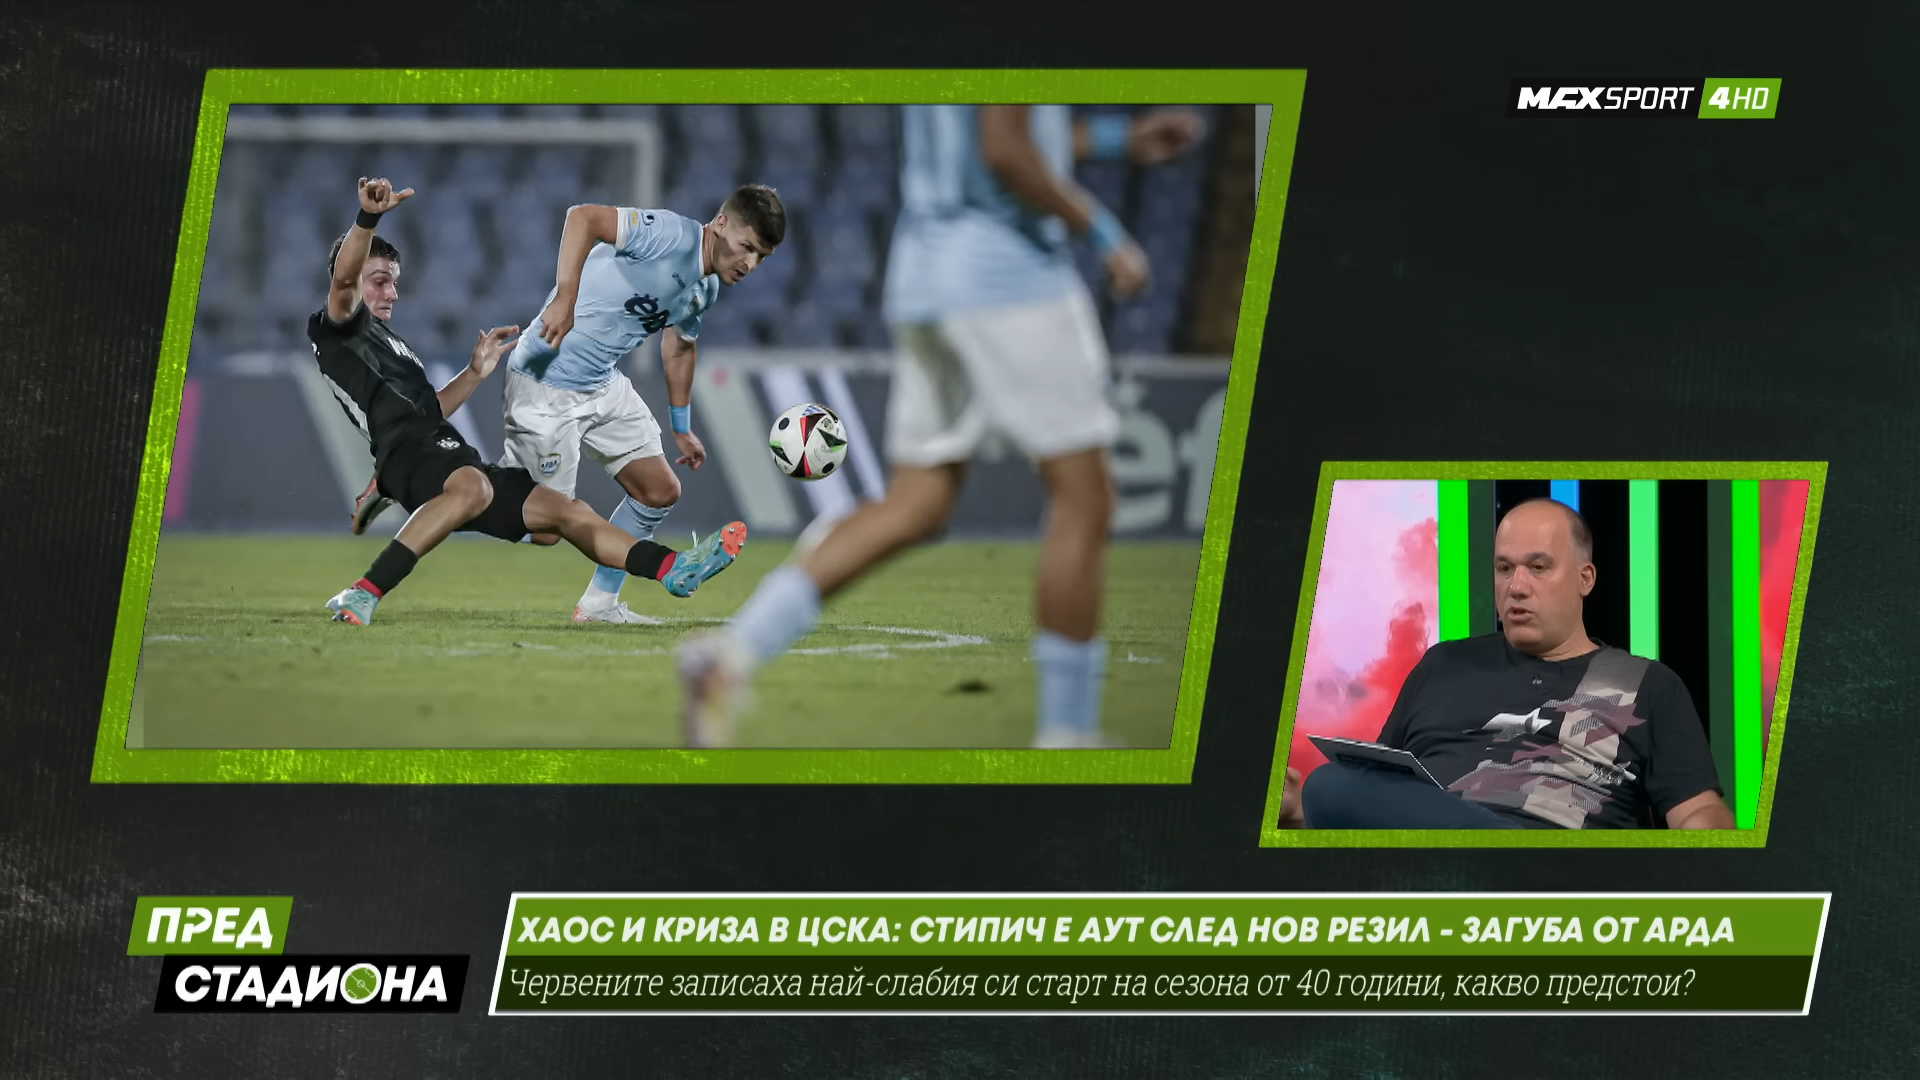 MAXSPORT 4HD
АРДА
ПРЕД
СТАДИОНА
ХАОС И КРИЗА В ЦСКА: СТИПИЧ Е АУТ СЛЕД НОВ РЕЗИЛ - ЗАГУБА ОТ АРДА
Червените записаха най-слабия си старт на сезона от 40 години, какво предстои?